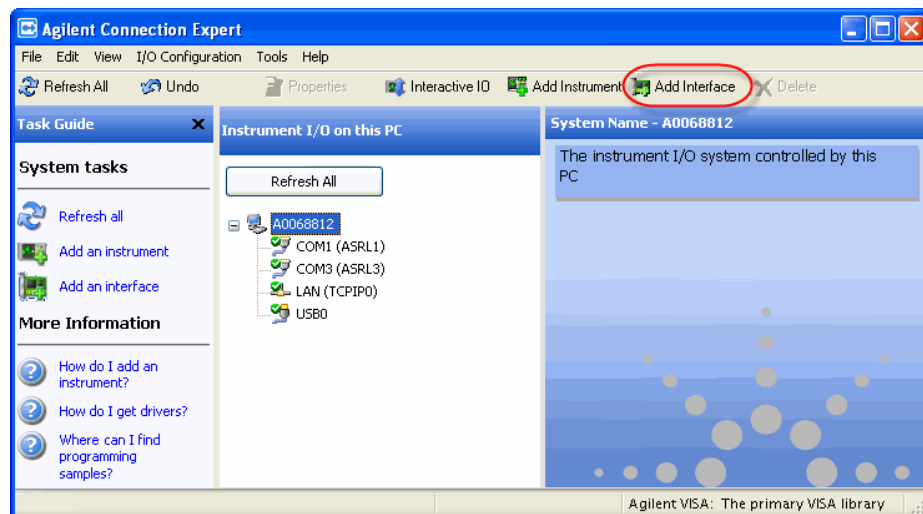 Agilent Connection Expert
File Edit View I/O Configuration Tools Help
Refresh All Undo Properties Interactive IO Add Instrument Add Interface Delete
Task Guide
System tasks
Refresh all
Add an instrument
Add an interface
More Information
How do I add an
instrument?
How do I get drivers?
Where can I find
programming
samples?
Instrument I/O on this PC
Refresh All
A0068812
COM1 (ASRL1)
COM3 (ASRL3)
LAN (TCPIP0)
USB0
System Name - A0068812
The instrument I/O system controlled by this
PC
Agilent VISA: The primary VISA library